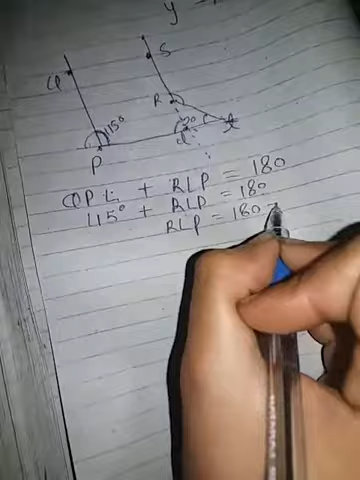 y =
Q
S
R
115°
P
QPL + RLP = 180
115° + RLP = 180
RLP = 180 -